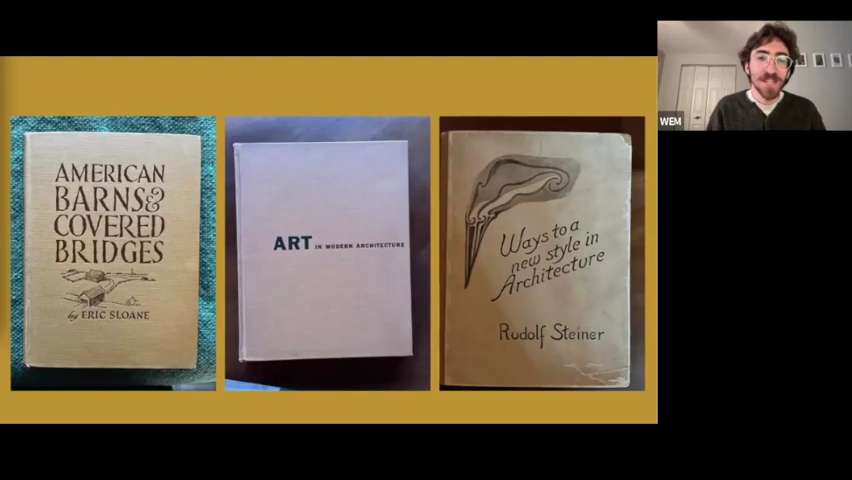 AMERICAN
BARNS &
COVERED
BRIDGES
by ERIC SLOANE
ART IN MODERN ARCHITECTURE
Ways to a
new style in
Architecture
Rudolf Steiner
WEM